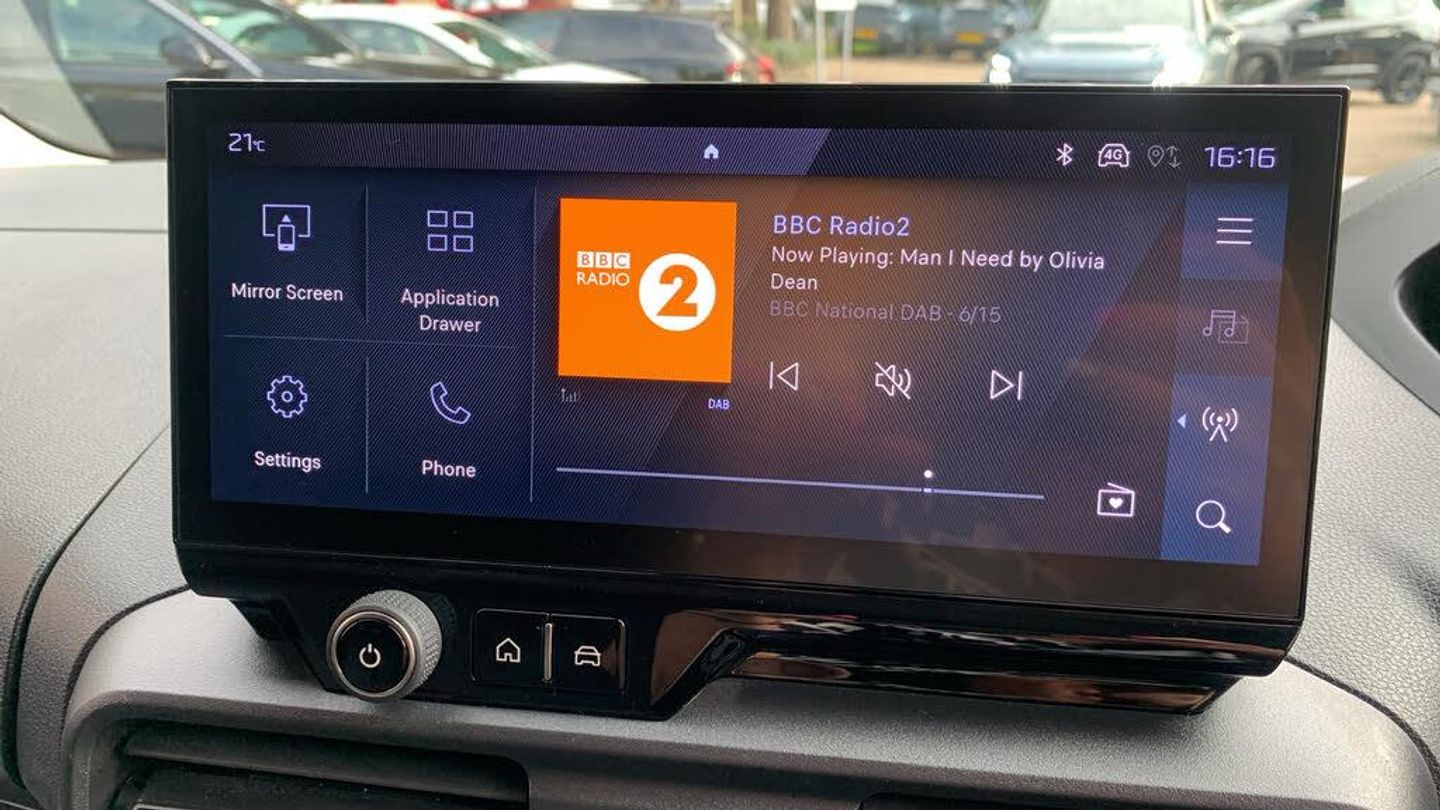 21°C
4G
16:16
Mirror Screen
Application
Drawer
Settings
Phone
BBC
RADIO
2
DAB
BBC Radio2
Now Playing: Man I Need by Olivia
Dean
BBC National DAB - 6/15